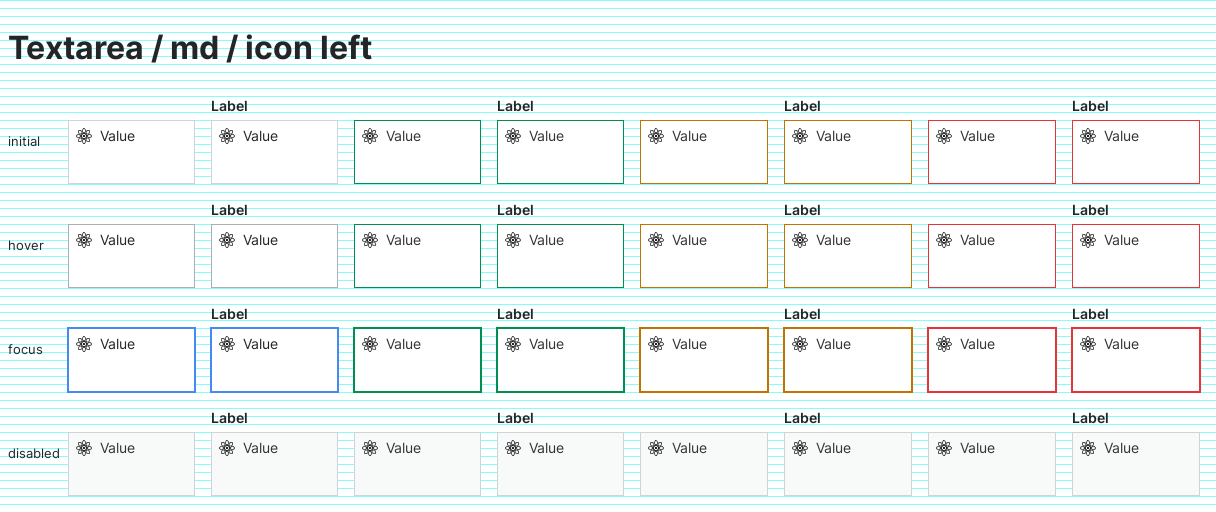 Textarea / md / icon left
Label Label Label Label
initial Value Value Value Value Value Value Value Value
Label Label Label Label
hover Value Value Value Value Value Value Value Value
Label Label Label Label
focus Value Value Value Value Value Value Value Value
Label Label Label Label
disabled Value Value Value Value Value Value Value Value